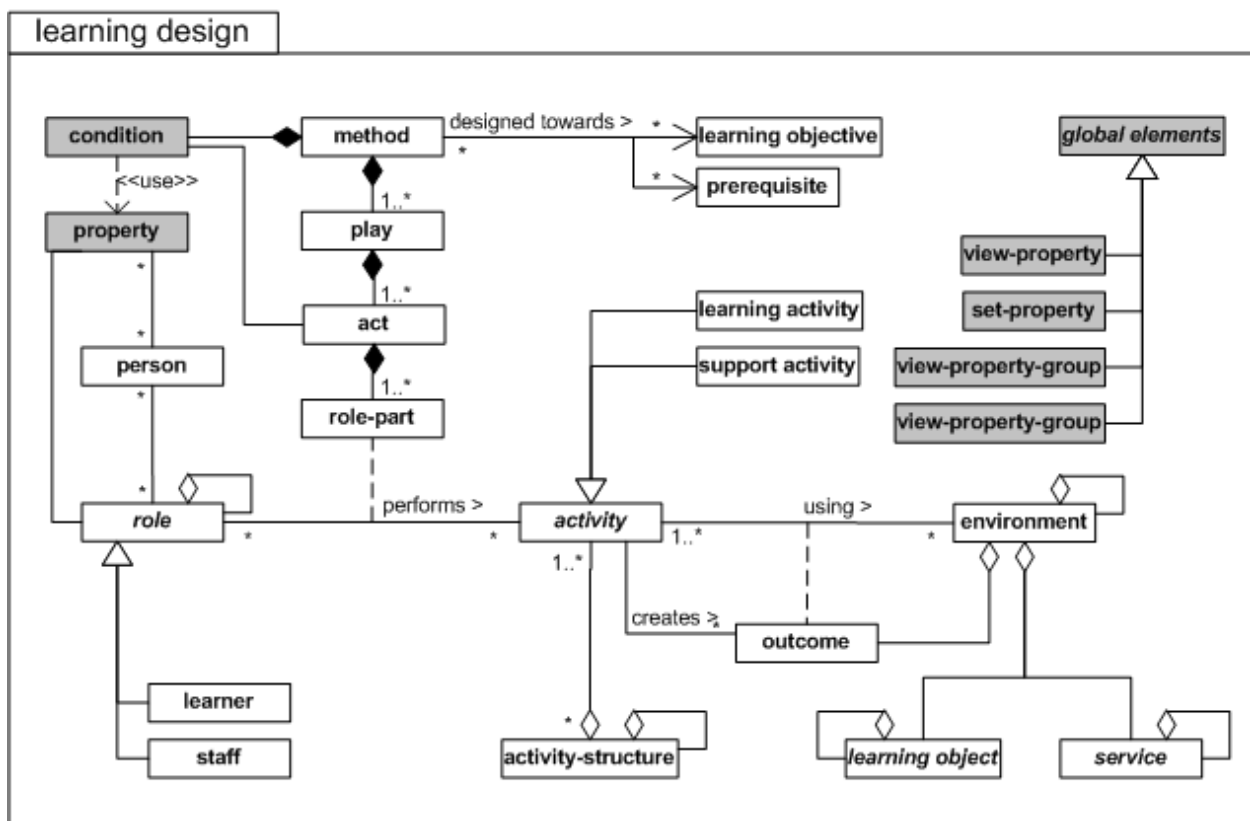 learning design
condition
method
designed towards >
*
*
learning objective
global elements
<<use>>
*
prerequisite
1..*
property
play
view-property
*
1..*
learning activity
set-property
*
act
person
support activity
view-property-group
*
1..*
role-part
view-property-group
*
role
performs >
activity
using >
environment
*
*
1..*
*
1..*
creates >
*
outcome
learner
*
staff
activity-structure
learning object
service